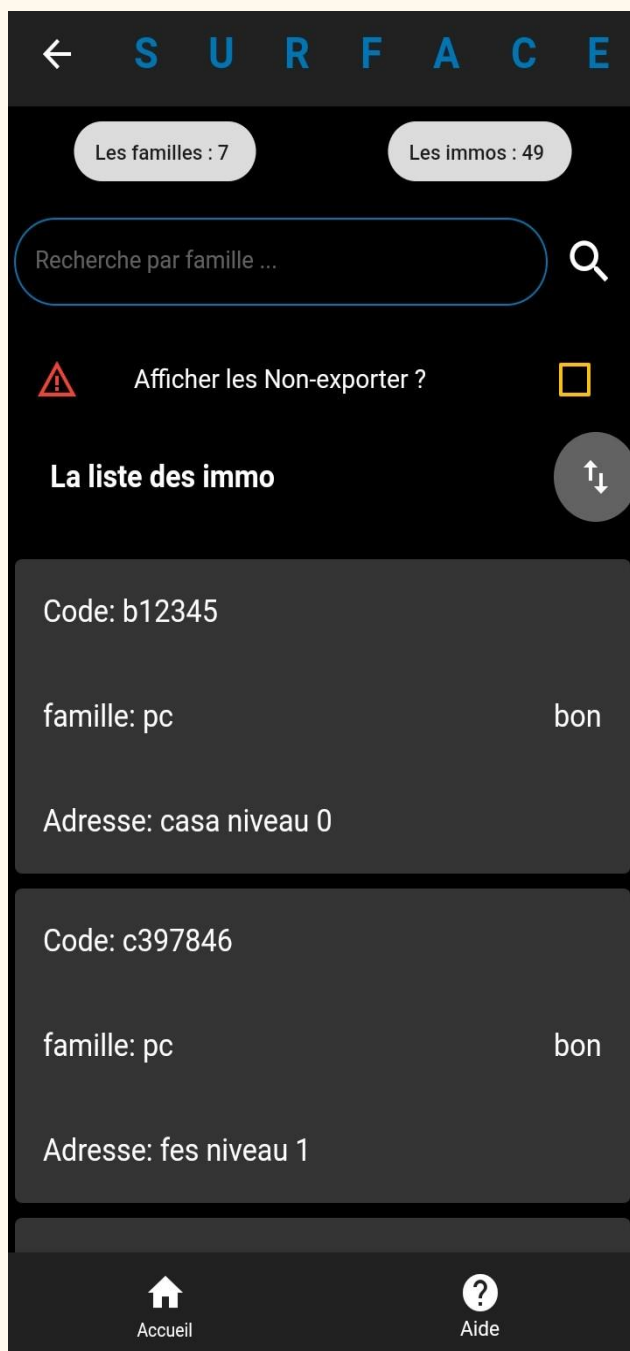 S U R F A C E
Les familles : 7 Les immos : 49
Recherche par famille ...
Afficher les Non-exporter ?
La liste des immo
Code: b12345
famille: pc bon
Adresse: casa niveau 0
Code: c397846
famille: pc bon
Adresse: fes niveau 1
Accueil Aide